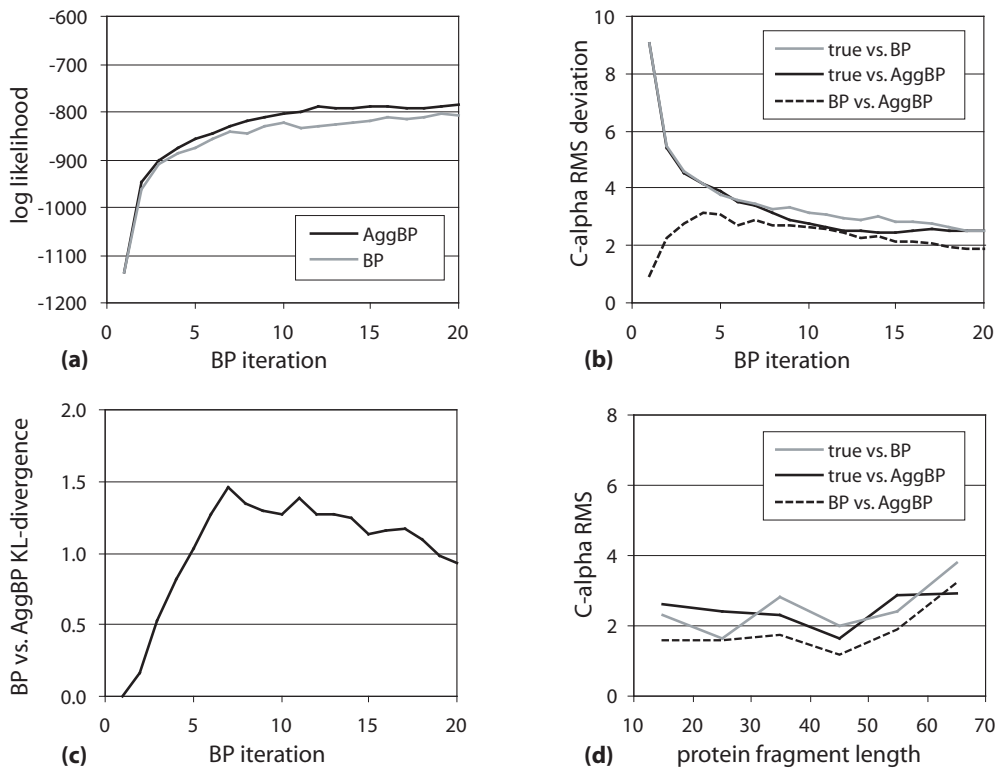 -600
-700
-800
-900
-1000
-1100
-1200
log likelihood
AggBP
BP
0
5
10
15
20
(a)
BP iteration
10
8
6
4
2
0
C-alpha RMS deviation
true vs. BP
true vs. AggBP
BP vs. AggBP
0
5
10
15
20
(b)
BP iteration
2.0
1.5
1.0
0.5
0.0
BP vs. AggBP KL-divergence
0
5
10
15
20
(c)
BP iteration
8
6
4
2
0
C-alpha RMS
true vs. BP
true vs. AggBP
BP vs. AggBP
10
20
30
40
50
60
70
(d)
protein fragment length